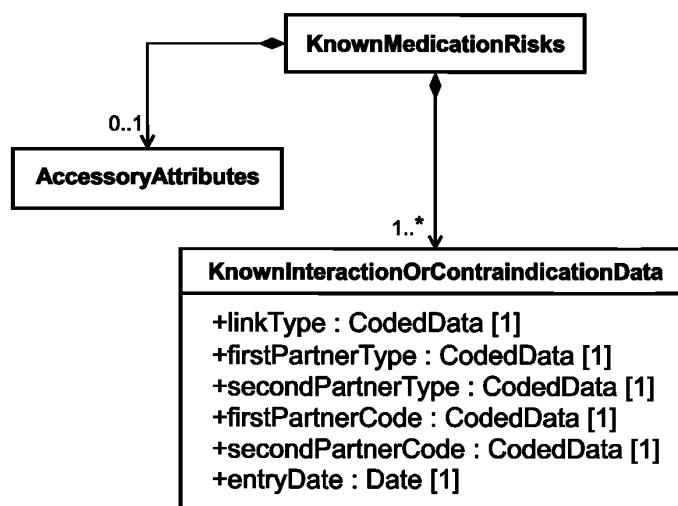 KnownMedicationRisks
0..1
AccessoryAttributes
1..*
KnownInteractionOrContraindicationData
+linkType : CodedData [1]
+firstPartnerType : CodedData [1]
+secondPartnerType : CodedData [1]
+firstPartnerCode : CodedData [1]
+secondPartnerCode : CodedData [1]
+entryDate : Date [1]